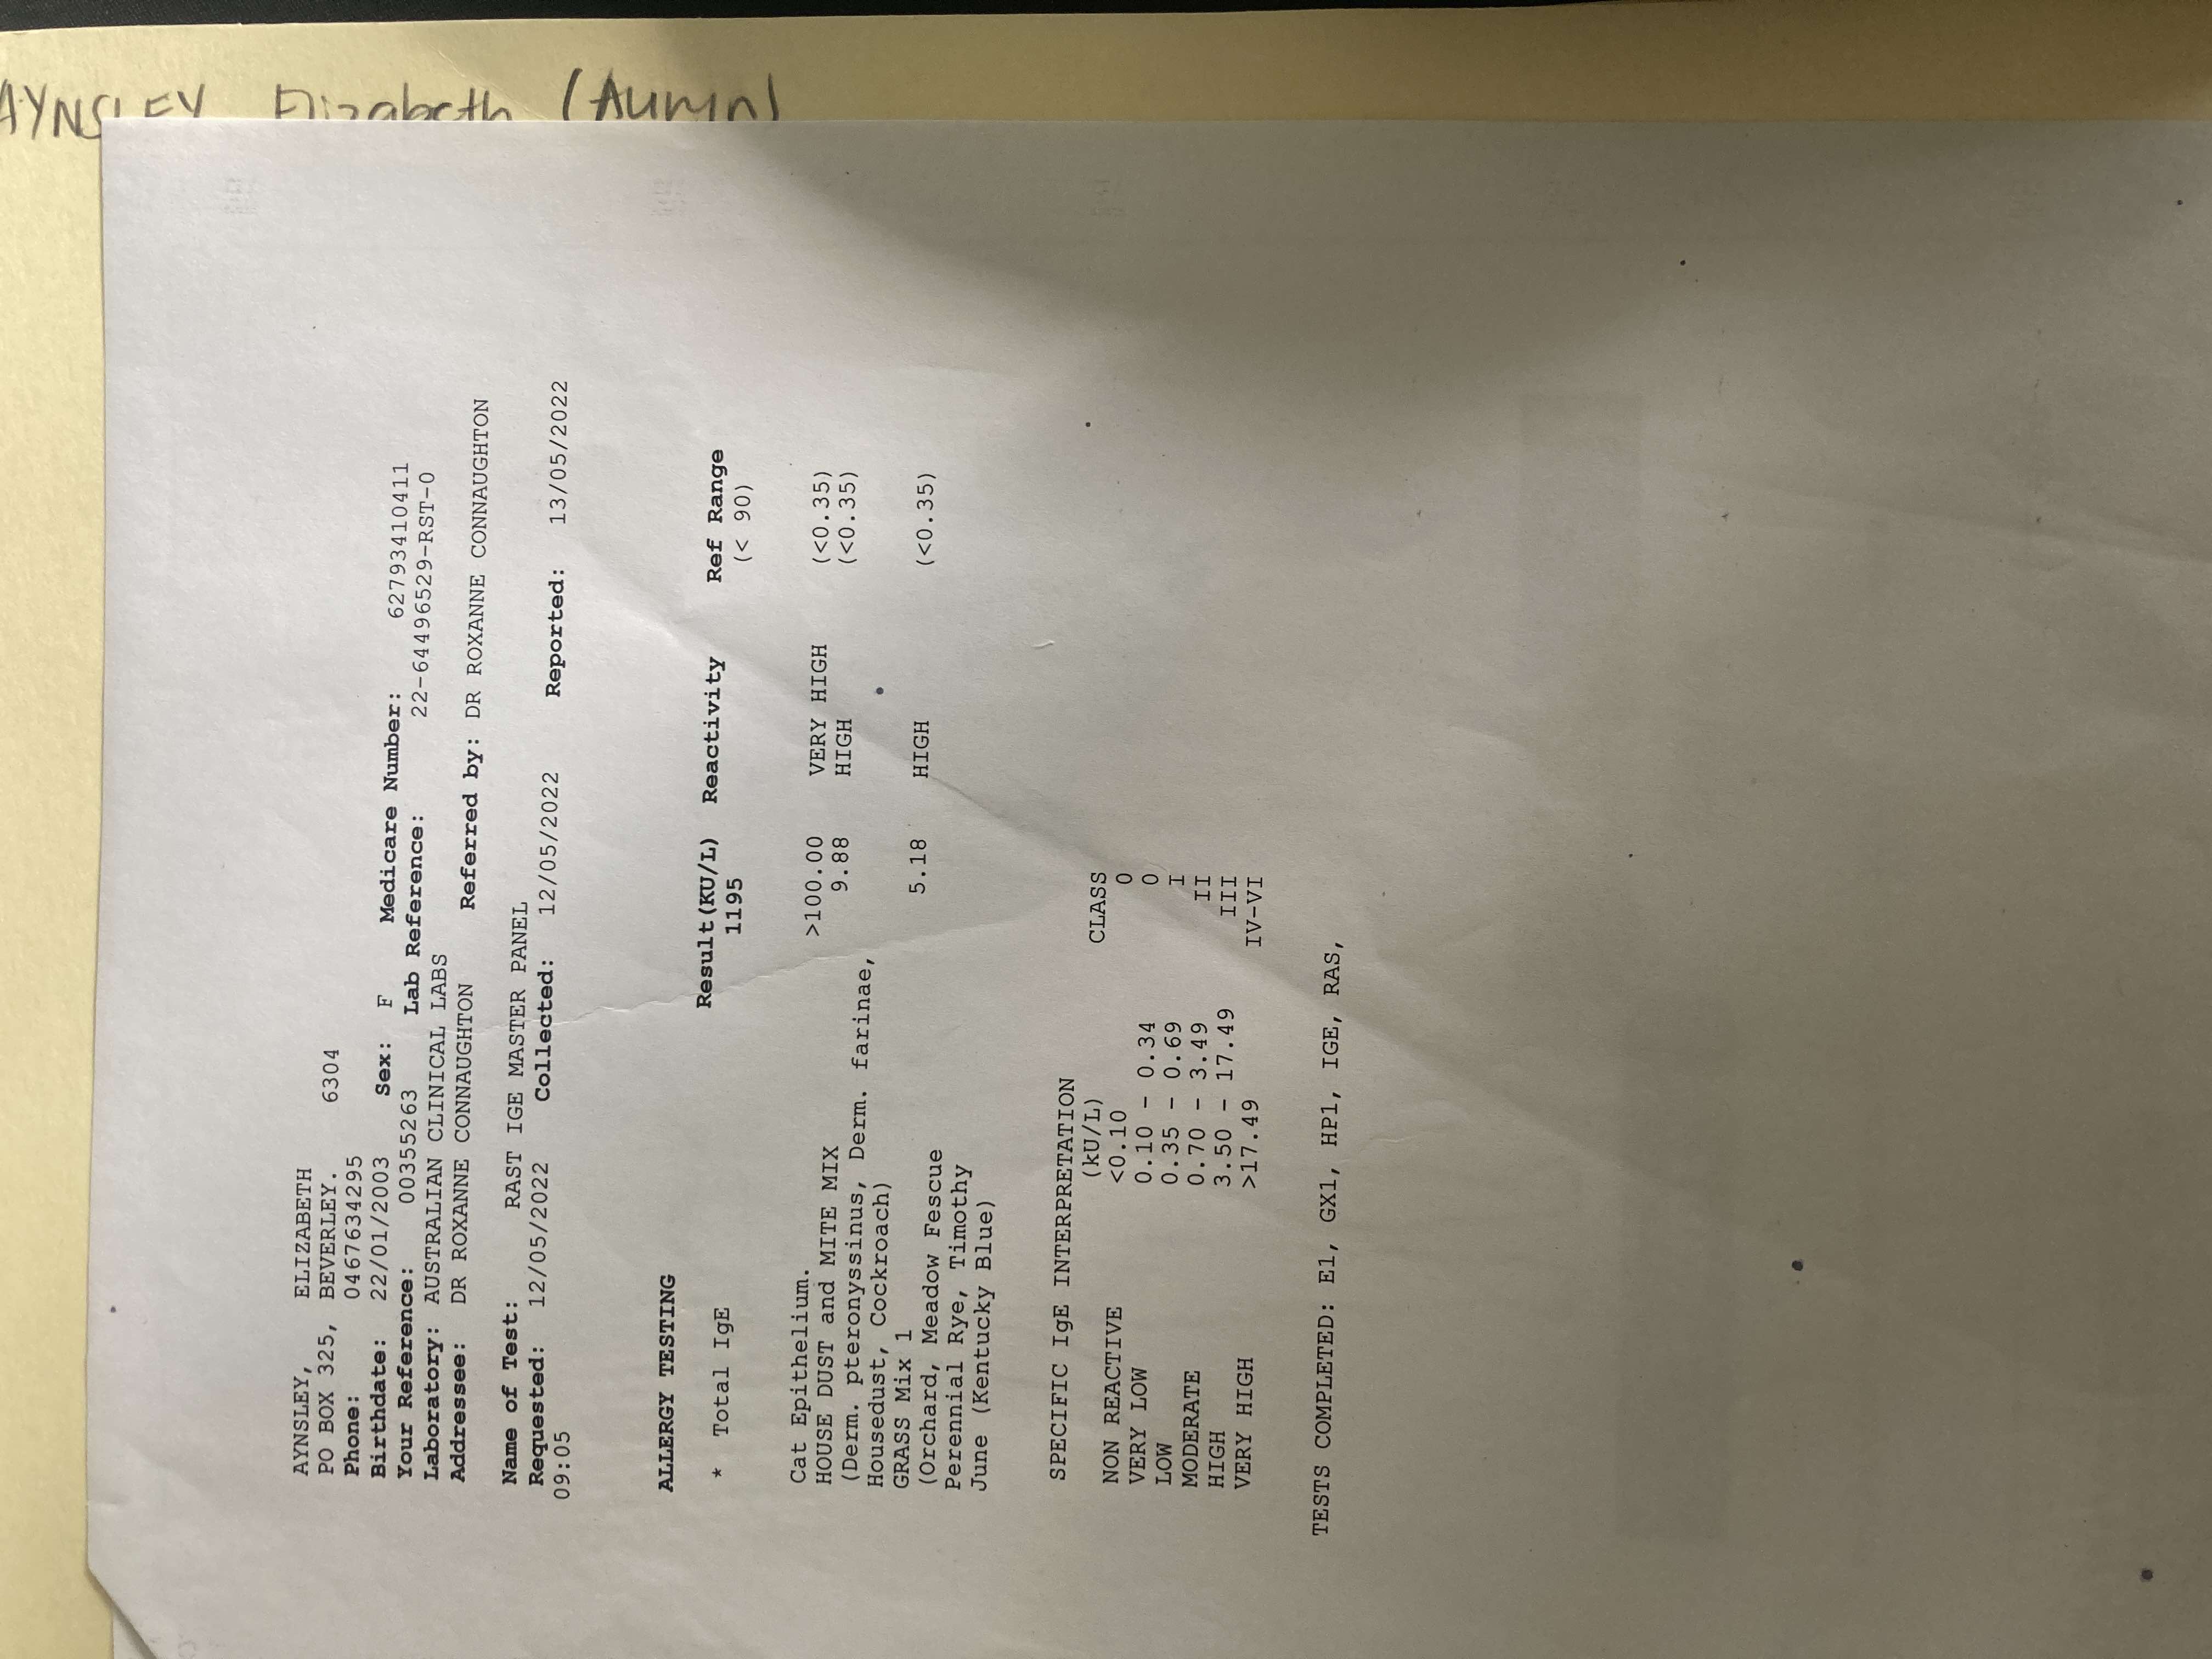 AYNSLEY Elizabeth
AYNSLEY, ELIZABETH
PO BOX 325, BEVERLEY. 6304
Phone: 0467634295
Birthdate: 22/01/2003 Sex: F Medicare Number: 62793410411
Your Reference: 00355263 Lab Reference: 22-64496529-RST-0
Laboratory: AUSTRALIAN CLINICAL LABS
Addressee: DR ROXANNE CONNAUGHTON Referred by: DR ROXANNE CONNAUGHTON
Name of Test: RAST IGE MASTER PANEL
Requested: 12/05/2022 Collected: 12/05/2022 Reported: 13/05/2022
09:05
ALLERGY TESTING
Result(KU/L) Reactivity Ref Range
* Total IgE 1195 (< 90)
Cat Epithelium. >100.00 VERY HIGH (<0.35)
HOUSE DUST and MITE MIX 9.88 HIGH (<0.35)
(Derm. pteronyssinus, Derm. farinae,
Housedust, Cockroach)
GRASS Mix 1 5.18 HIGH (<0.35)
(Orchard, Meadow Fescue
Perennial Rye, Timothy
June (Kentucky Blue)
SPECIFIC IgE INTERPRETATION
(kU/L) CLASS
NON REACTIVE <0.10 0
VERY LOW 0.10 - 0.34 0
LOW 0.35 - 0.69 I
MODERATE 0.70 - 3.49 II
HIGH 3.50 - 17.49 III
VERY HIGH >17.49 IV-VI
TESTS COMPLETED: E1, GX1, HP1, IGE, RAS,